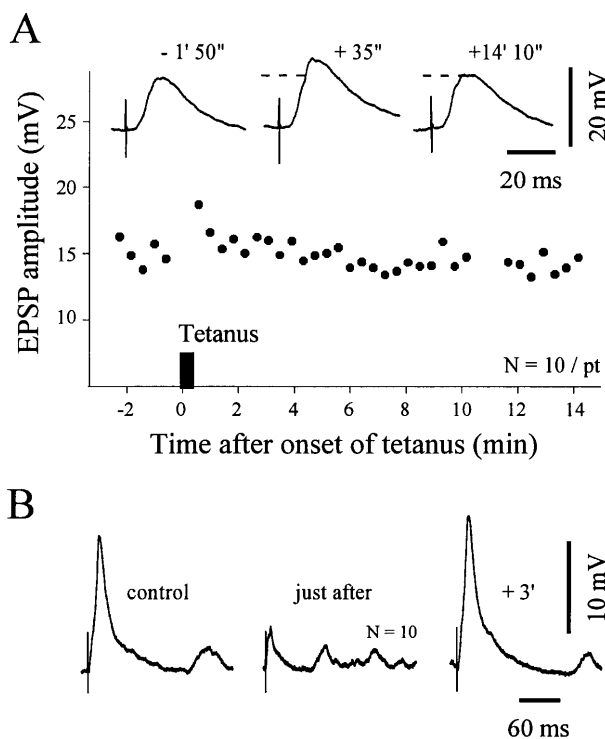 A
- 1' 50" + 35" +14' 10"
20 mV
20 ms
EPSP amplitude (mV)
25
20
15
10
Tetanus
N = 10 / pt
-2 0 2 4 6 8 10 12 14
Time after onset of tetanus (min)
B
control just after + 3'
N = 10
10 mV
60 ms